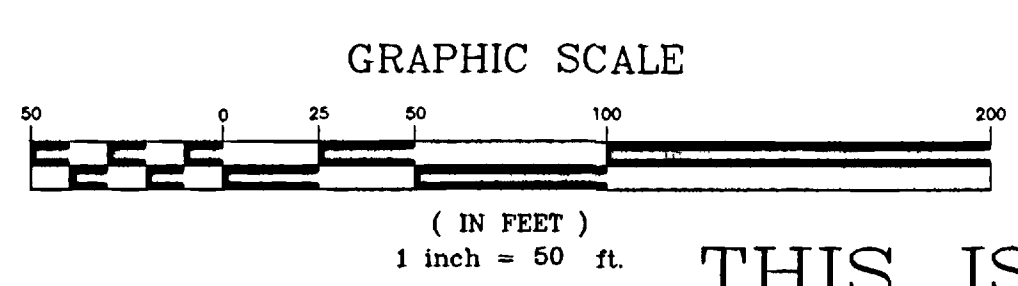 GRAPHIC SCALE
50 0 25 50 100 200
( IN FEET )
1 inch = 50 ft.
THIS IS